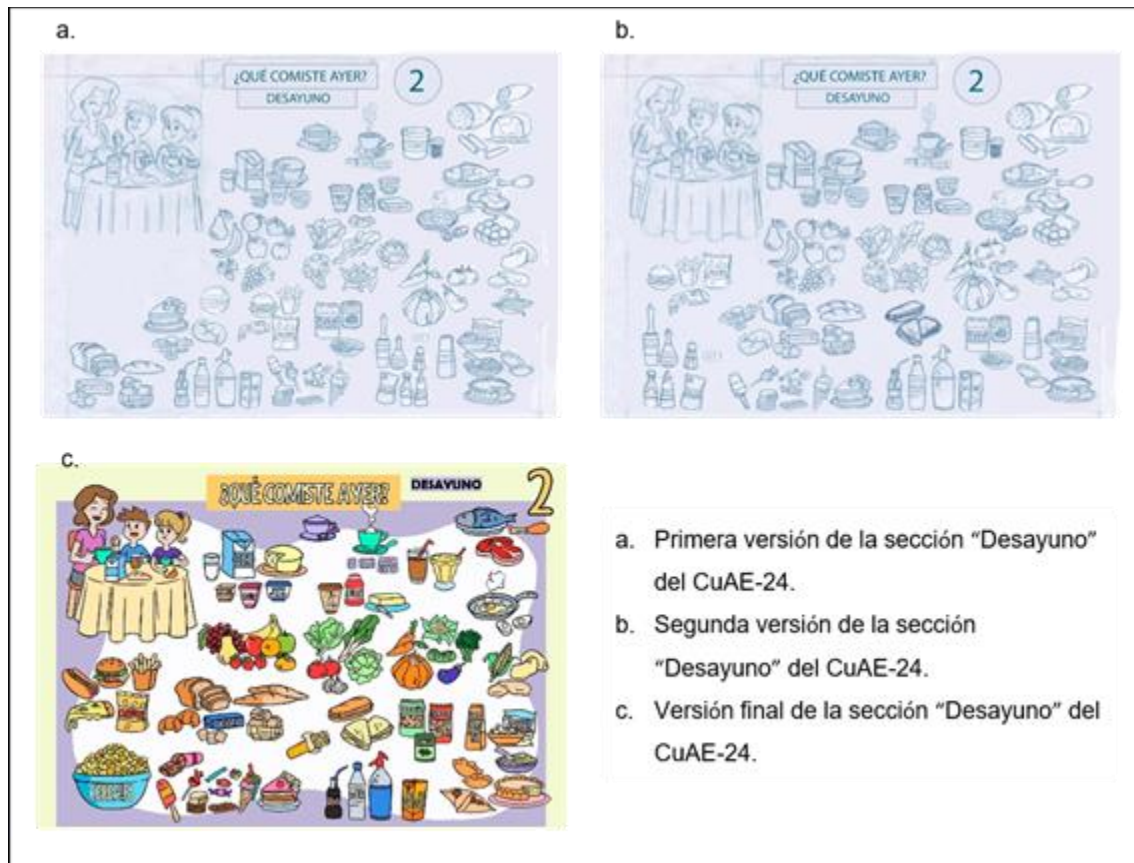 a.
¿QUÉ COMISTE AYER?
2
DESAYUNO
b.
¿QUÉ COMISTE AYER?
2
DESAYUNO
c.
¿QUÉ COMISTE AYER?
DESAYUNO
2
a. Primera versión de la sección “Desayuno”
del CuAE-24.
b. Segunda versión de la sección
“Desayuno” del CuAE-24.
c. Versión final de la sección “Desayuno” del
CuAE-24.